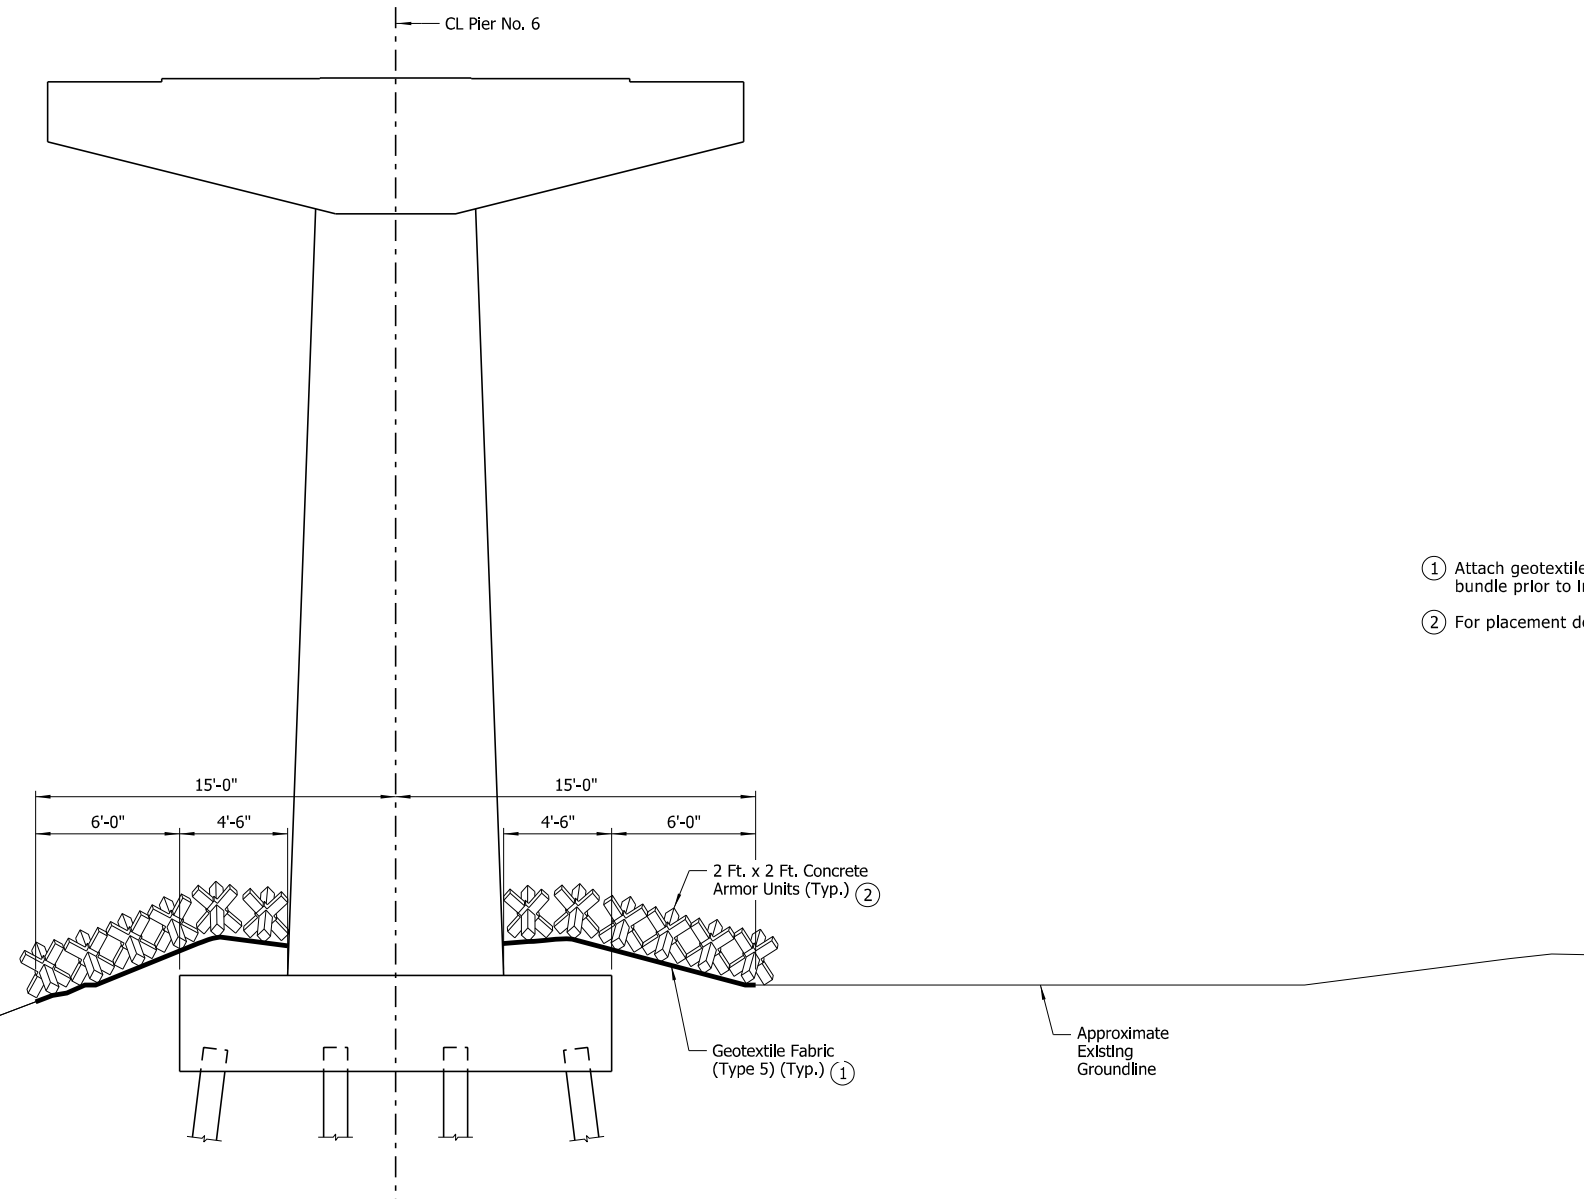 CL Pier No. 6
1 Attach geotextile
bundle prior to
2 For placement
15'-0" 15'-0"
6'-0" 4'-6" 4'-6" 6'-0"
2 Ft. x 2 Ft. Concrete
Armor Units (Typ.) 2
Geotextile Fabric
(Type 5) (Typ.) 1
Approximate
Existing
Groundline